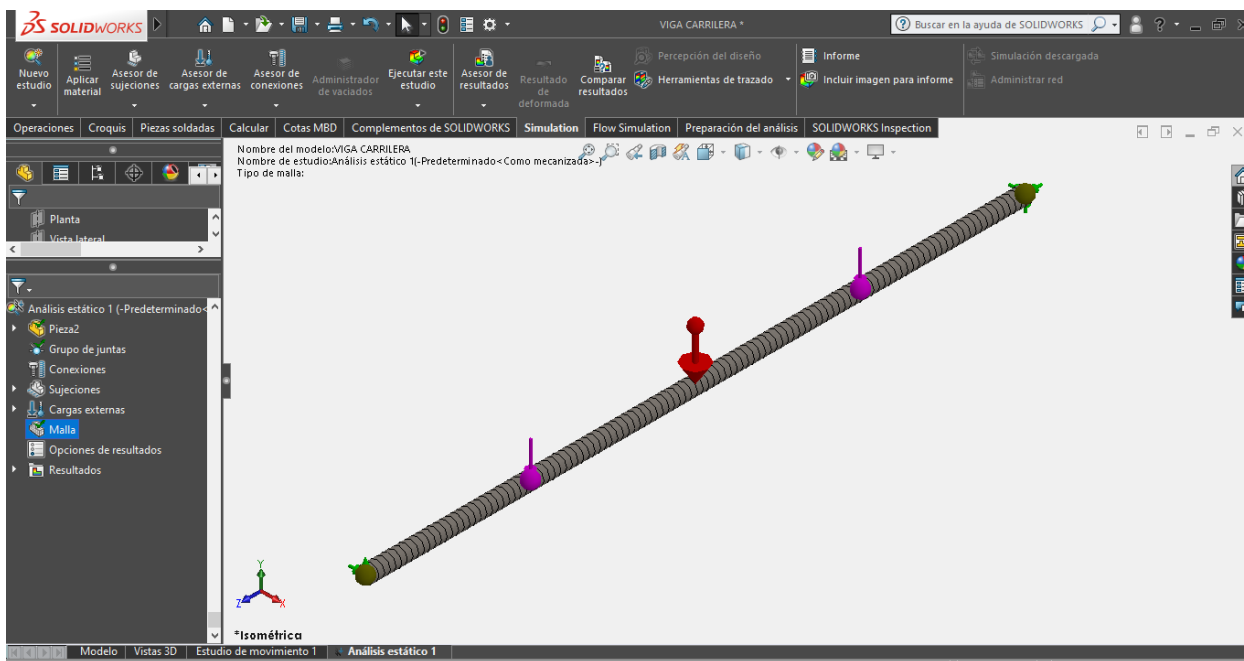 SOLIDWORKS
VIGA CARRILERA *
Buscar en la ayuda de SOLIDWORKS
Nuevo estudio
Aplicar material
Asesor de sujeciones
Asesor de cargas externas
Asesor de conexiones
Administrador de vaciados
Ejecutar este estudio
Asesor de resultados
Resultado de deformada
Comparar resultados
Percepción del diseño
Herramientas de trazado
Informe
Incluir imagen para informe
Simulación descargada
Administrar red
Operaciones Croquis Piezas soldadas Calcular Cotas MBD Complementos de SOLIDWORKS Simulation Flow Simulation Preparación del análisis SOLIDWORKS Inspection
Nombre del modelo:VIGA CARRILERA
Nombre de estudio:Análisis estático 1(-Predeterminado<Como mecanizada>-)
Tipo de malla:
Planta
Vista lateral
Análisis estático 1 (-Predeterminado<
Pieza2
Grupo de juntas
Conexiones
Sujeciones
Cargas externas
Malla
Opciones de resultados
Resultados
Y
Z
X
*Isométrica
Modelo Vistas 3D Estudio de movimiento 1 Análisis estático 1